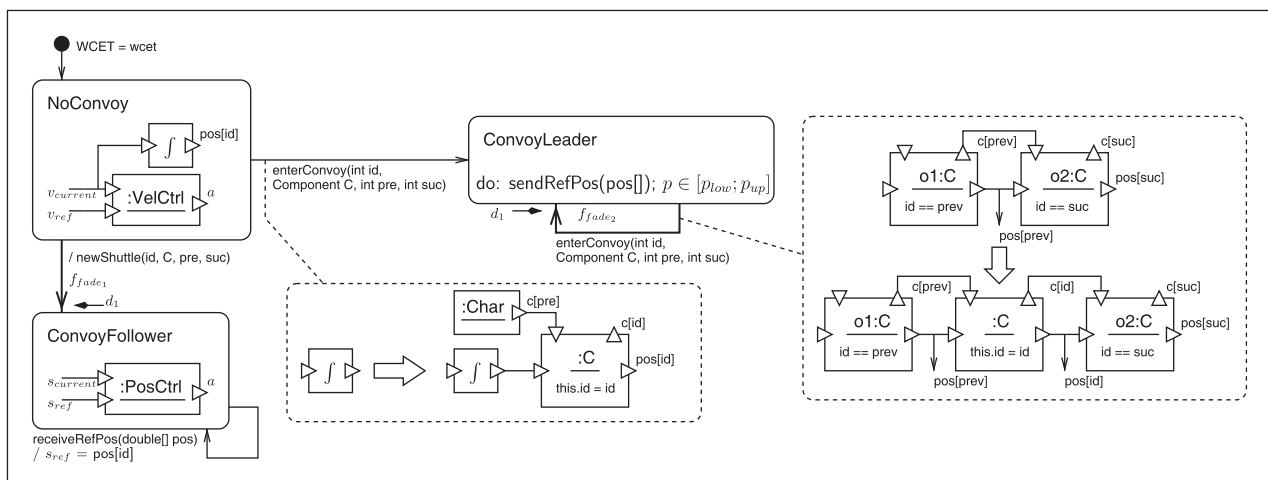 WCET = wcet
NoConvoy
∫
pos[id]
v_current
:VelCtrl
a
v_ref
/ newShuttle(id, C, pre, suc)
f_fade1
d1
ConvoyFollower
s_current
:PosCtrl
a
s_ref
receiveRefPos(double[] pos)
/ s_ref = pos[id]
enterConvoy(int id,
Component C, int pre, int suc)
ConvoyLeader
do: sendRefPos(pos[]); p ∈ [p_low; p_up]
d1
f_fade2
enterConvoy(int id,
Component C, int pre, int suc)
∫
:Char
c[pre]
∫
c[id]
:C
this.id = id
pos[id]
c[prev]
c[suc]
o1:C
id == prev
o2:C
id == suc
pos[suc]
pos[prev]
c[prev]
c[id]
c[suc]
o1:C
id == prev
:C
this.id = id
o2:C
id == suc
pos[suc]
pos[prev]
pos[id]